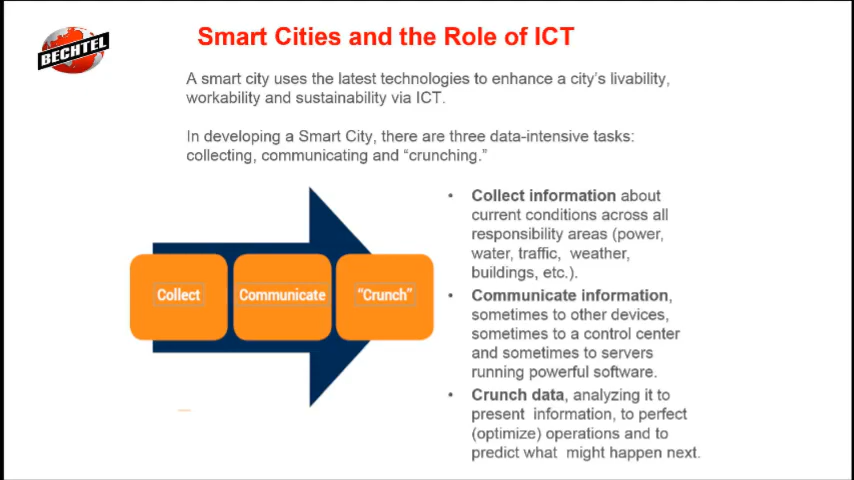 BECHTEL
Smart Cities and the Role of ICT
A smart city uses the latest technologies to enhance a city's livability,
workability and sustainability via ICT.
In developing a Smart City, there are three data-intensive tasks:
collecting, communicating and “crunching.”
Collect
Communicate
“Crunch”
• Collect information about
current conditions across all
responsibility areas (power,
water, traffic, weather,
buildings, etc.).
• Communicate information,
sometimes to other devices,
sometimes to a control center
and sometimes to servers
running powerful software.
• Crunch data, analyzing it to
present information, to perfect
(optimize) operations and to
predict what might happen next.